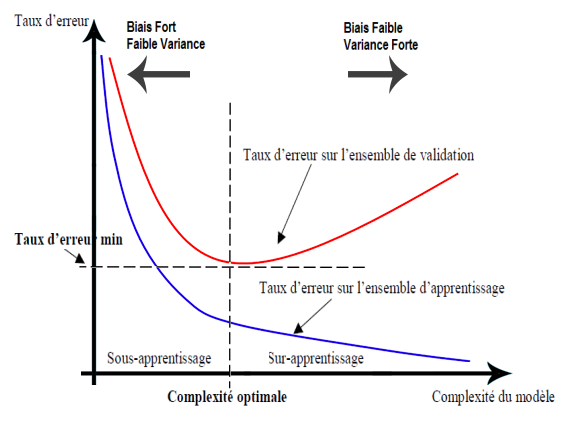 Taux d'erreur
Biais Fort
Faible Variance
Biais Faible
Variance Forte
Taux d'erreur sur l'ensemble de validation
Taux d'erreur min
Taux d'erreur sur l'ensemble d'apprentissage
Sous-apprentissage
Sur-apprentissage
Complexité optimale
Complexité du modèle